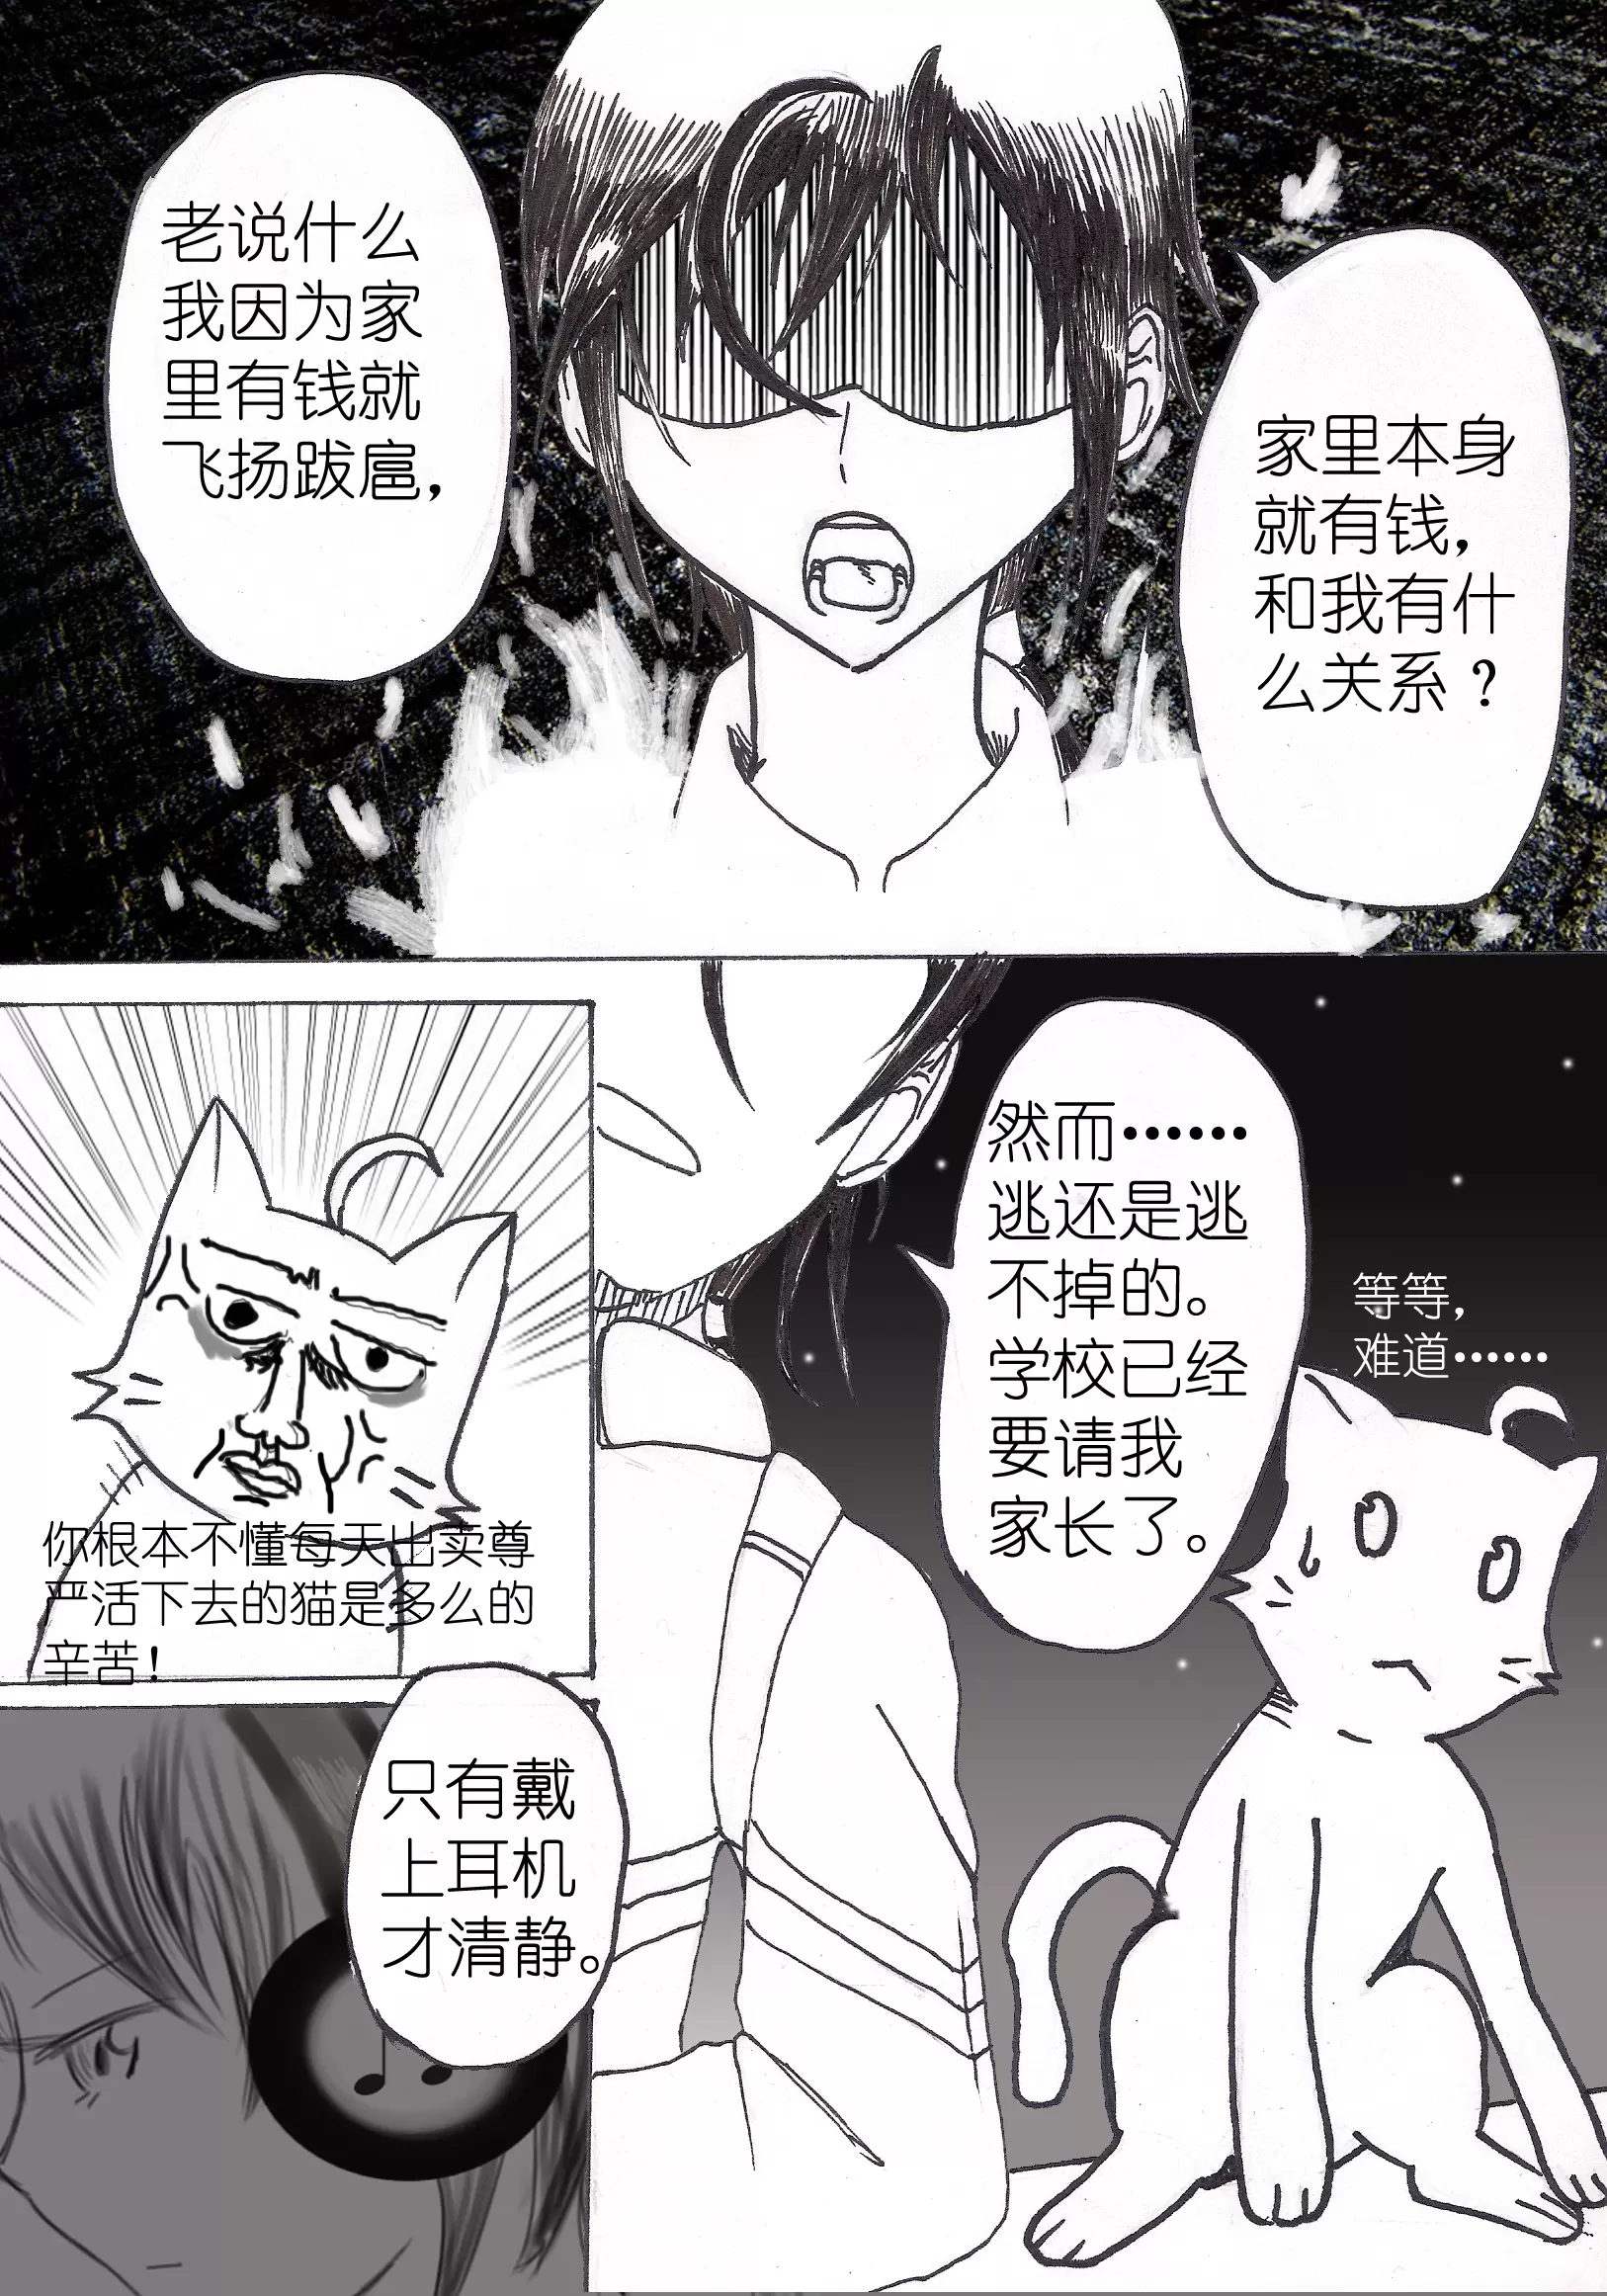 老说什么
我因为家
里有钱就
飞扬跋扈，
家里本身
就有钱，
和我有什
么关系？
你根本不懂每天出卖尊
严活下去的猫是多么的
辛苦！
只有戴
上耳机
才清静。
然而……
逃还是逃
不掉的。
学校已经
要请我
家长了。
等等，
难道……